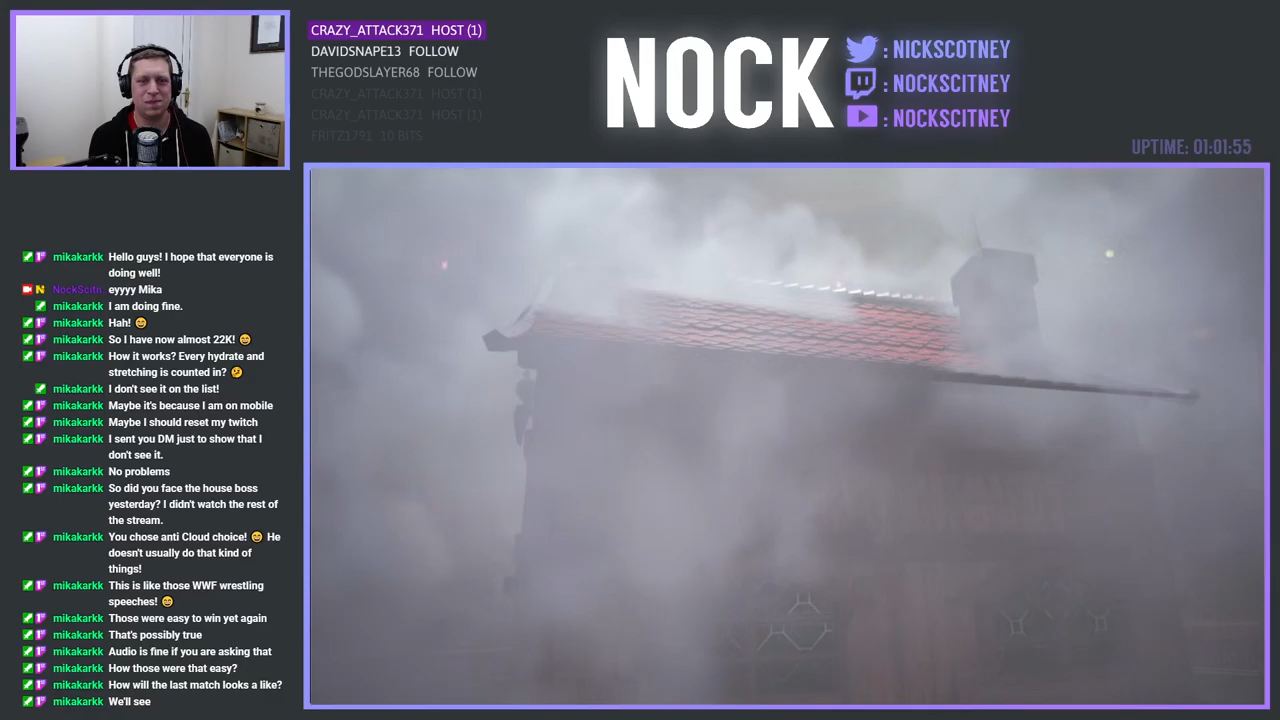 CRAZY_ATTACK371 HOST (1)
DAVIDSNAPE13 FOLLOW
THEGODSLAYER68 FOLLOW
CRAZY_ATTACK371 HOST (1)
CRAZY_ATTACK371 HOST (1)
FRITZ1791 10 BITS
NOCK
: NICKSCOTNEY
: NOCKSCITNEY
: NOCKSCITNEY
UPTIME: 01:01:55
mikakarkk Hello guys! I hope that everyone is
doing well!
NockScitn eyyyy Mika
mikakarkk I am doing fine.
mikakarkk Hah! 😄
mikakarkk So I have now almost 22K! 😄
mikakarkk How it works? Every hydrate and
stretching is counted in? 🤔
mikakarkk I don't see it on the list!
mikakarkk Maybe it's because I am on mobile
mikakarkk Maybe I should reset my twitch
mikakarkk I sent you DM just to show that I
don't see it.
mikakarkk No problems
mikakarkk So did you face the house boss
yesterday? I didn't watch the rest of
the stream.
mikakarkk You chose anti Cloud choice! 😄 He
doesn't usually do that kind of
things!
mikakarkk This is like those WWF wrestling
speeches! 😄
mikakarkk Those were easy to win yet again
mikakarkk That's possibly true
mikakarkk Audio is fine if you are asking that
mikakarkk How those were that easy?
mikakarkk How will the last match looks a like?
mikakarkk We'll see